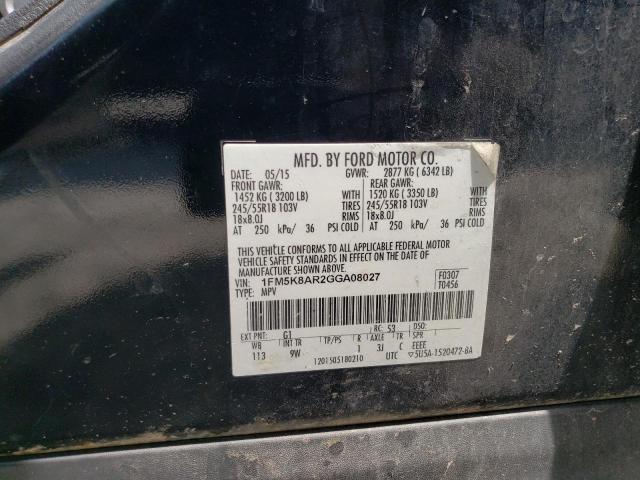 MFD. BY FORD MOTOR CO.
DATE: 05/15 GVWR: 2877 KG ( 6342 LB)
FRONT GAWR: REAR GAWR:
1452 KG ( 3200 LB) WITH 1520 KG ( 3350 LB) WITH
245/55R18 103V TIRES 245/55R18 103V TIRES
18x8.0J RIMS 18x8.0J RIMS
AT 250 kPa/ 36 PSI COLD AT 250 kPa/ 36 PSI COLD
THIS VEHICLE CONFORMS TO ALL APPLICABLE FEDERAL MOTOR
VEHICLE SAFETY STANDARDS IN EFFECT ON THE DATE OF
MANUFACTURE SHOWN ABOVE.
VIN: 1FM5K8AR2GGA08027 F0307
TYPE: MPV T0456
EXT PNT: G1 RC: 53 DSO:
WB INT TR TP/PS R AXLE TR SPR
113 9W 1 3J C EEEE
1201505180210 UTC ▽5U5A-1520472-BA